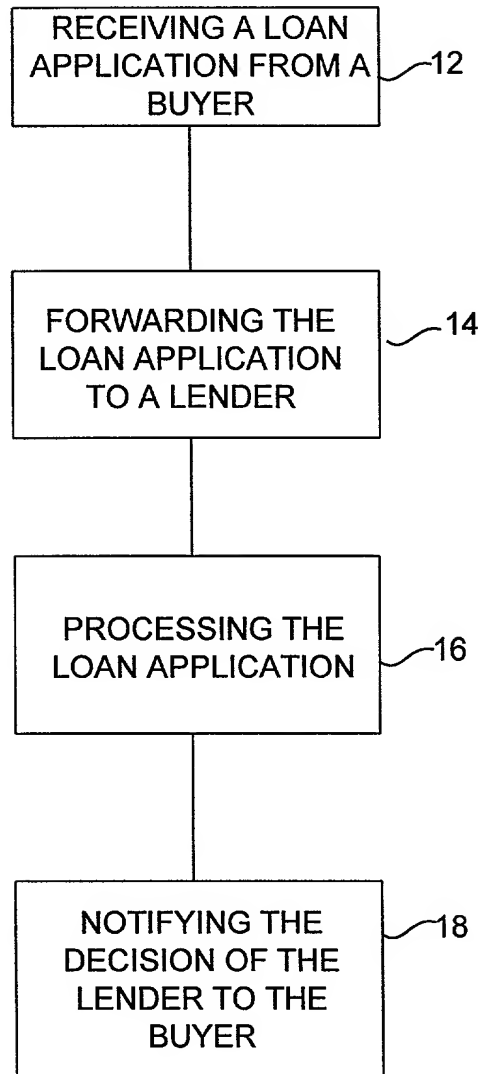 RECEIVING A LOAN
APPLICATION FROM A
BUYER
12
FORWARDING THE
LOAN APPLICATION
TO A LENDER
14
PROCESSING THE
LOAN APPLICATION
16
NOTIFYING THE
DECISION OF THE
LENDER TO THE
BUYER
18